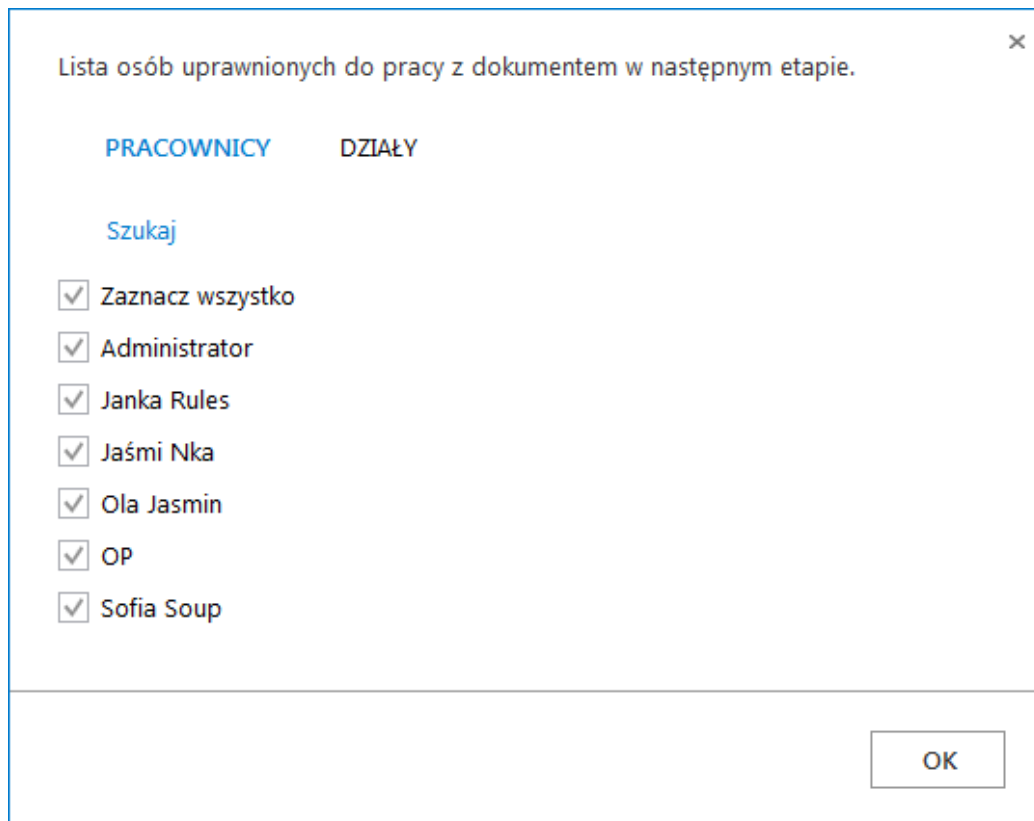 Lista osób uprawnionych do pracy z dokumentem w następnym etapie.
PRACOWNICY DZIAŁY
Szukaj
Zaznacz wszystko
Administrator
Janka Rules
Jaśmi Nka
Ola Jasmin
OP
Sofia Soup
OK